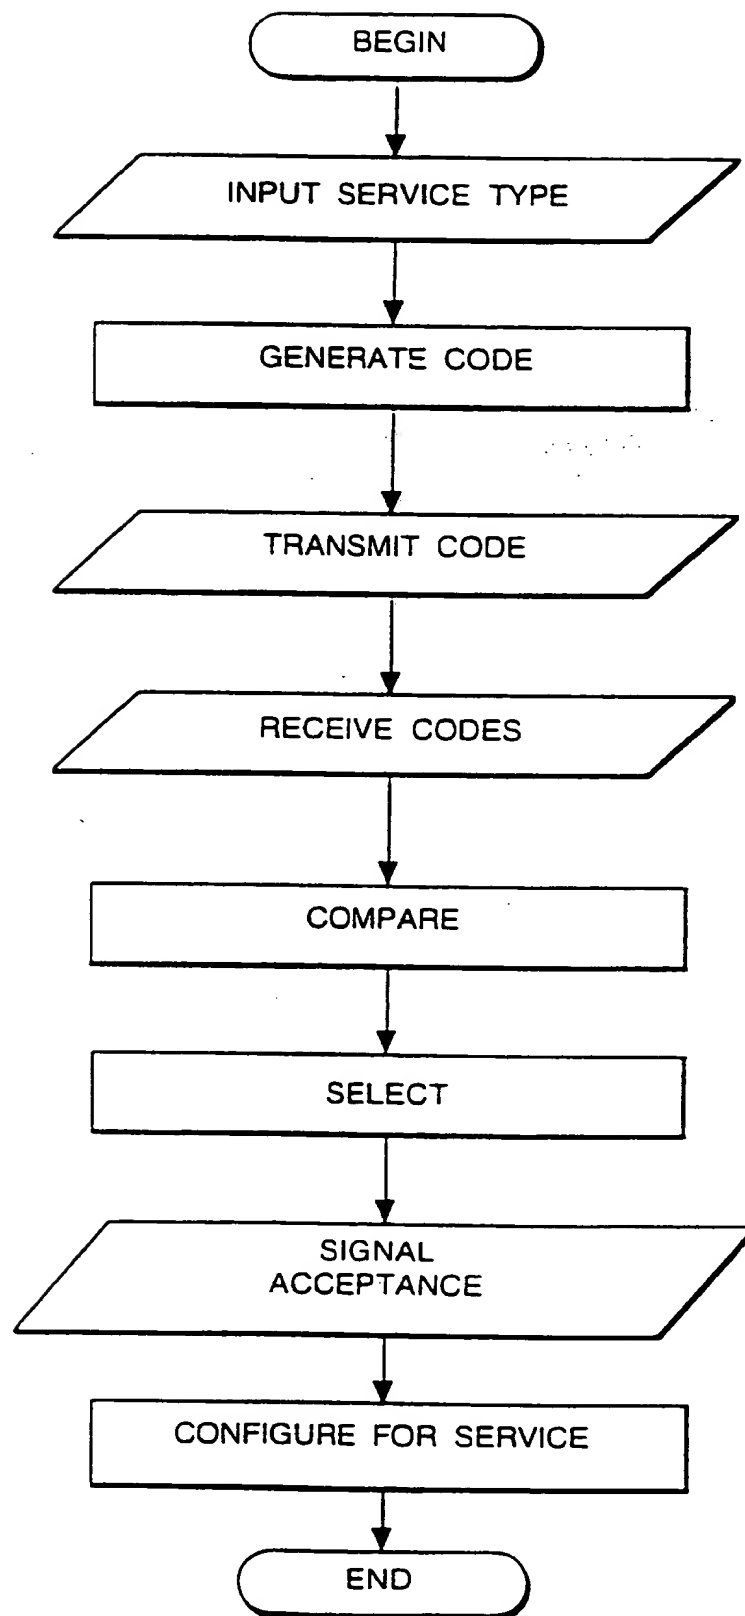 BEGIN
INPUT SERVICE TYPE
GENERATE CODE
TRANSMIT CODE
RECEIVE CODES
COMPARE
SELECT
SIGNAL
ACCEPTANCE
CONFIGURE FOR SERVICE
END